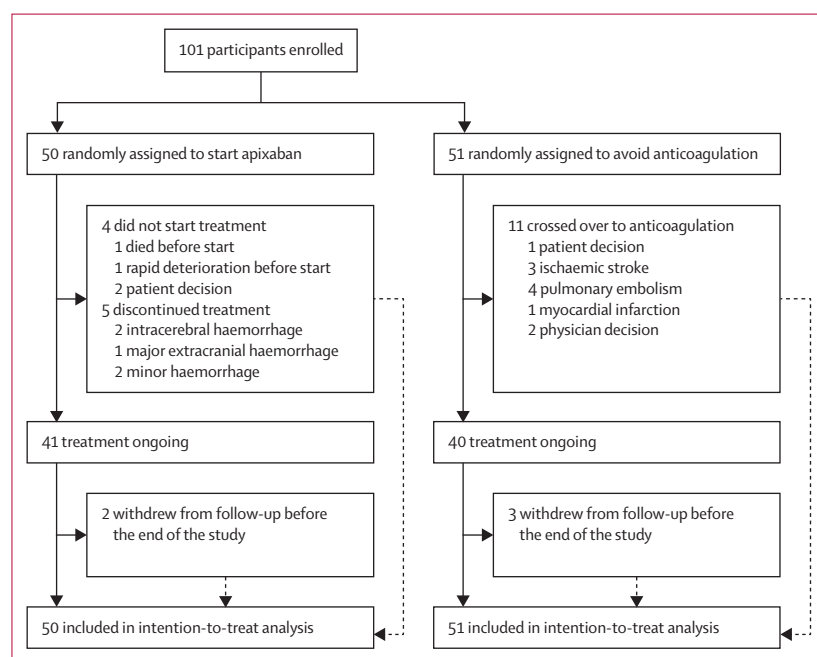 101 participants enrolled
50 randomly assigned to start apixaban
51 randomly assigned to avoid anticoagulation
4 did not start treatment
1 died before start
1 rapid deterioration before start
2 patient decision
5 discontinued treatment
2 intracerebral haemorrhage
1 major extracranial haemorrhage
2 minor haemorrhage
11 crossed over to anticoagulation
1 patient decision
3 ischaemic stroke
4 pulmonary embolism
1 myocardial infarction
2 physician decision
41 treatment ongoing
40 treatment ongoing
2 withdrew from follow-up before
the end of the study
3 withdrew from follow-up before
the end of the study
50 included in intention-to-treat analysis
51 included in intention-to-treat analysis